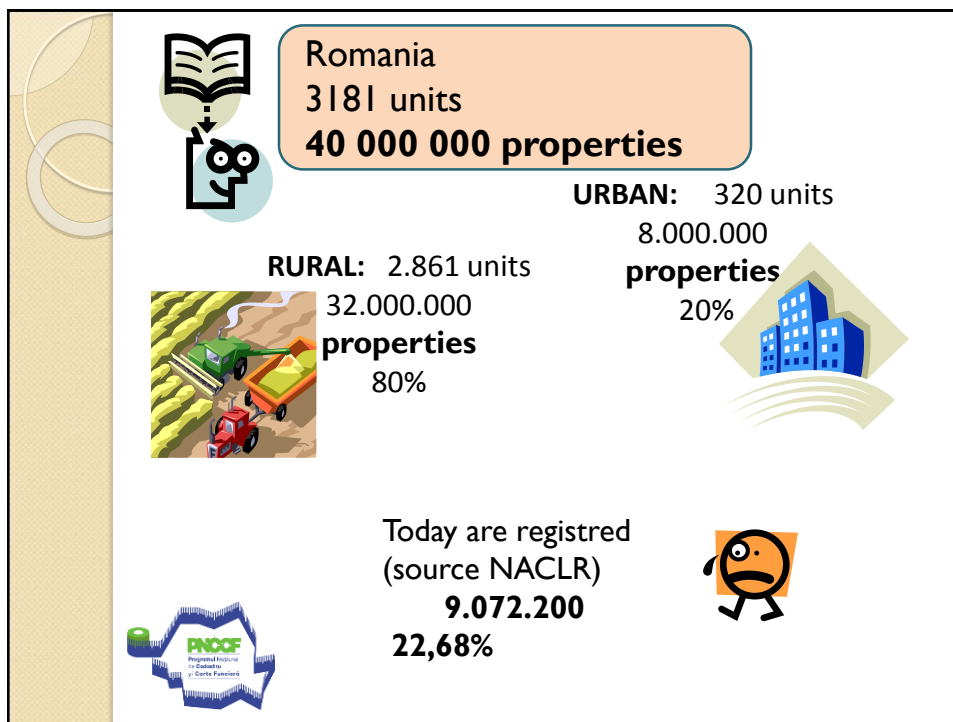 Romania
3181 units
40 000 000 properties
URBAN: 320 units
8.000.000
properties
20%
RURAL: 2.861 units
32.000.000
properties
80%
Today are registred
(source NACLR)
9.072.200
22,68%
PNCCF
Programul Național
de Cadastru
și Carte Funciară